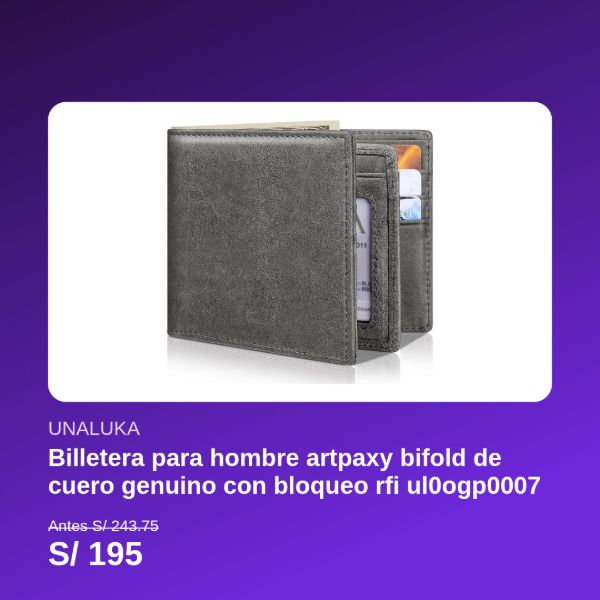 UNALUKA
Billetera para hombre artpaxy bifold de
cuero genuino con bloqueo rfi ul0ogp0007
Antes S/ 243.75
S/ 195